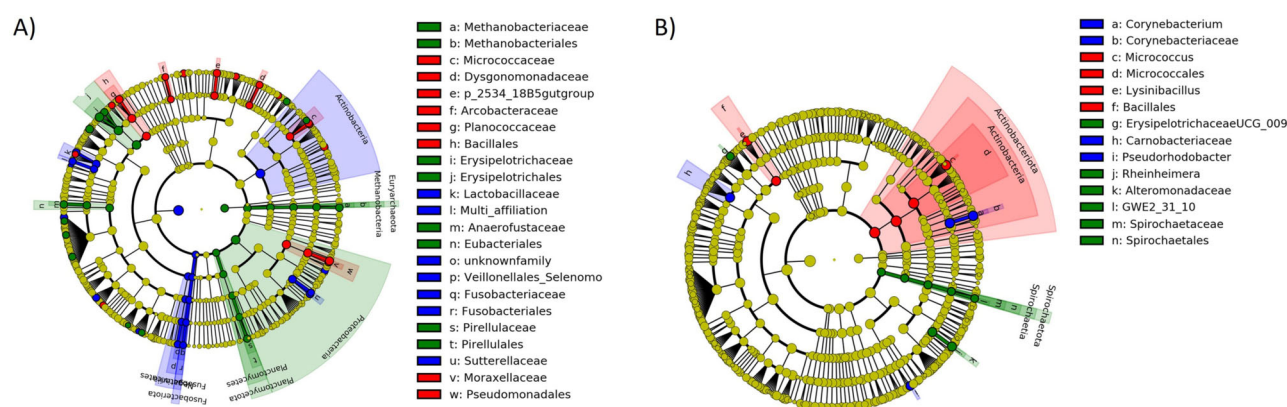 A)
Actinobacteria
Euryarchaeota
Methanobacteria
Proteobacteria
Planctomycetota
Planctomycetes
Fusobacteriota
a: Methanobacteriaceae
b: Methanobacteriales
c: Micrococcaceae
d: Dysgonomonadaceae
e: p_2534_18B5gutgroup
f: Arcobacteraceae
g: Planococcaceae
h: Bacillales
i: Erysipelotrichaceae
j: Erysipelotrichales
k: Lactobacillaceae
l: Multi_affiliation
m: Anaerofustaceae
n: Eubacteriales
o: unknownfamily
p: Veillonellales_Selenomo
q: Fusobacteriaceae
r: Fusobacteriales
s: Pirellulaceae
t: Pirellulales
u: Sutterellaceae
v: Moraxellaceae
w: Pseudomonadales
B)
Actinobacteriota
Actinobacteria
Spirochaetota
Spirochaetia
a: Corynebacterium
b: Corynebacteriaceae
c: Micrococcus
d: Micrococcales
e: Lysinibacillus
f: Bacillales
g: ErysipelotrichaceaeUCG_009
h: Carnobacteriaceae
i: Pseudorhodobacter
j: Rheinheimera
k: Alteromonadaceae
l: GWE2_31_10
m: Spirochaetaceae
n: Spirochaetales